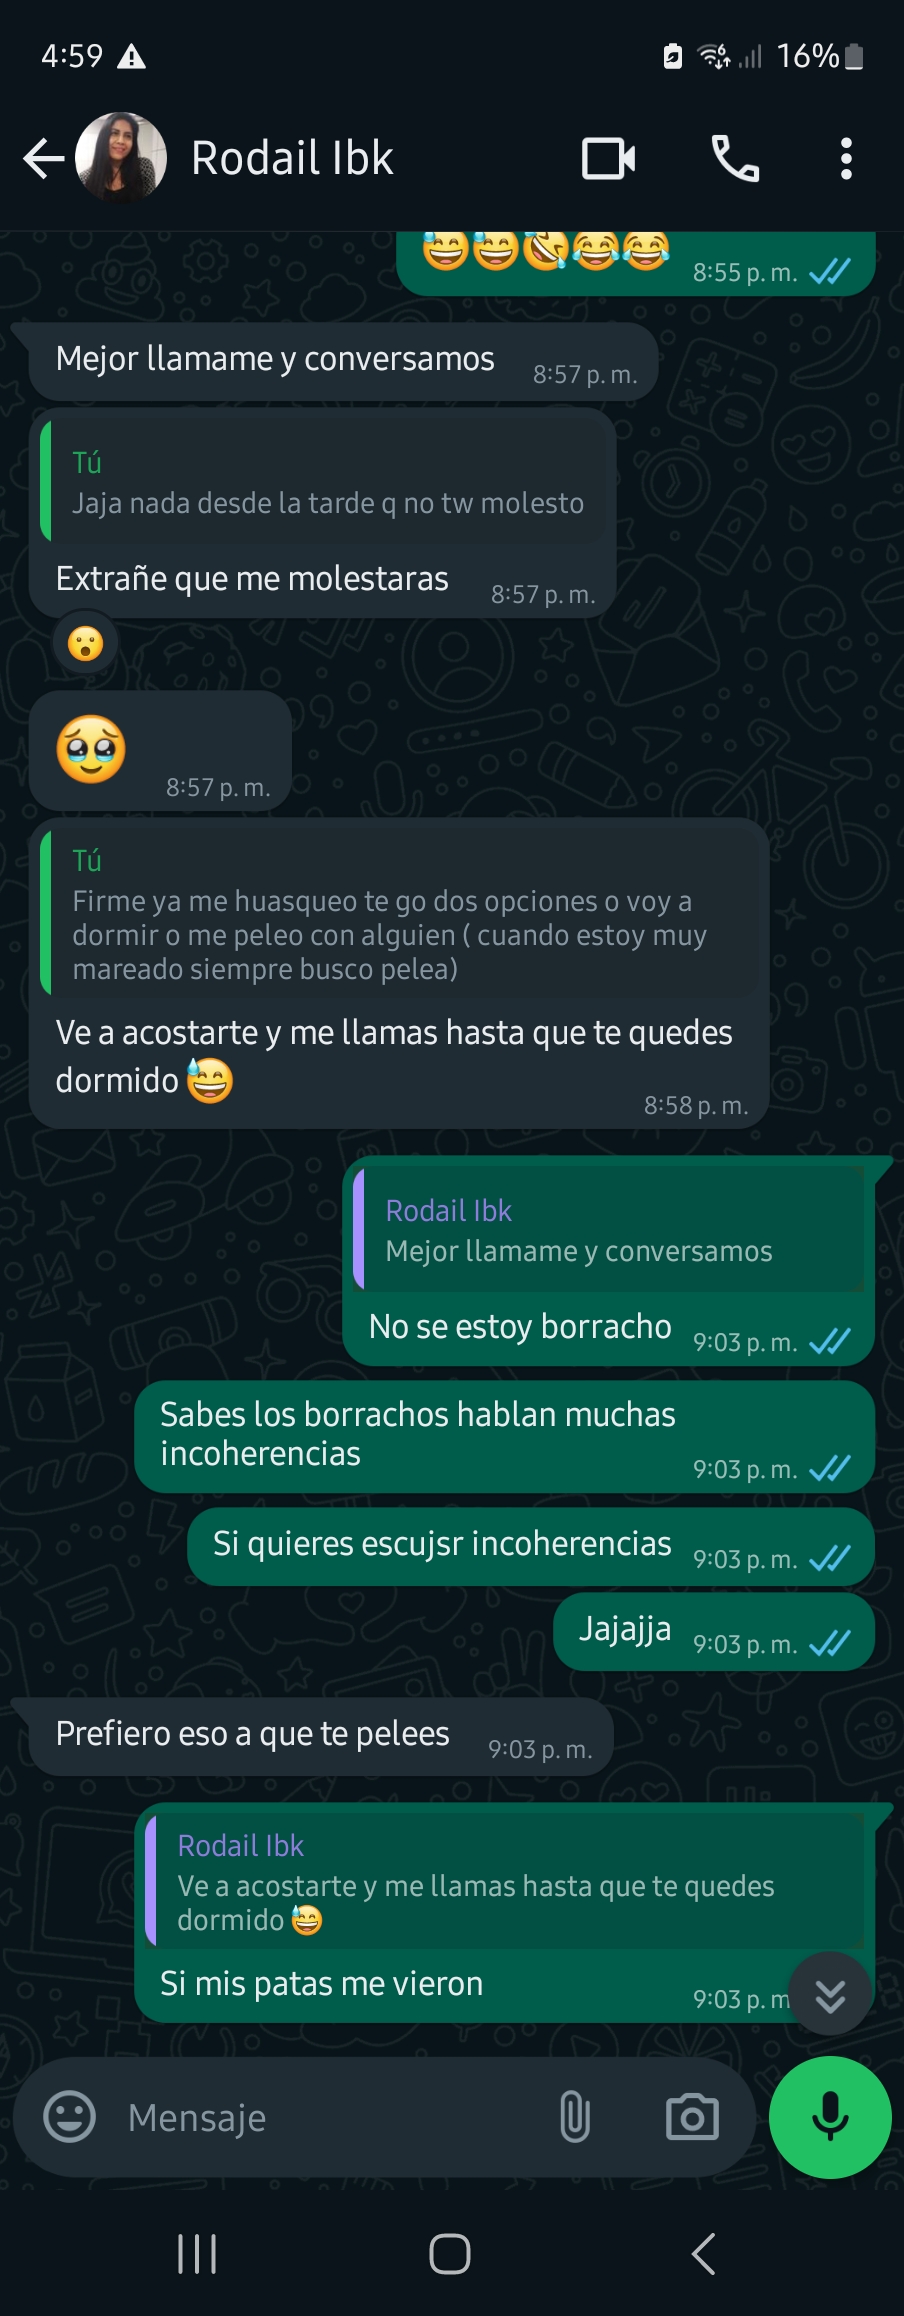 4:59
16%
Rodail Ibk
😅😅🤣😂😂
8:55 p. m.
Mejor llamame y conversamos
8:57 p. m.
Tú
Jaja nada desde la tarde q no tw molesto
Extrañe que me molestaras
8:57 p. m.
😮
🥹
8:57 p. m.
Tú
Firme ya me huasqueo te go dos opciones o voy a
dormir o me peleo con alguien ( cuando estoy muy
mareado siempre busco pelea)
Ve a acostarte y me llamas hasta que te quedes
dormido 😅
8:58 p. m.
Rodail Ibk
Mejor llamame y conversamos
No se estoy borracho
9:03 p. m.
Sabes los borrachos hablan muchas
incoherencias
9:03 p. m.
Si quieres escujsr incoherencias
9:03 p. m.
Jajajja
9:03 p. m.
Prefiero eso a que te pelees
9:03 p. m.
Rodail Ibk
Ve a acostarte y me llamas hasta que te quedes
dormido 😅
Si mis patas me vieron
9:03 p. m
Mensaje